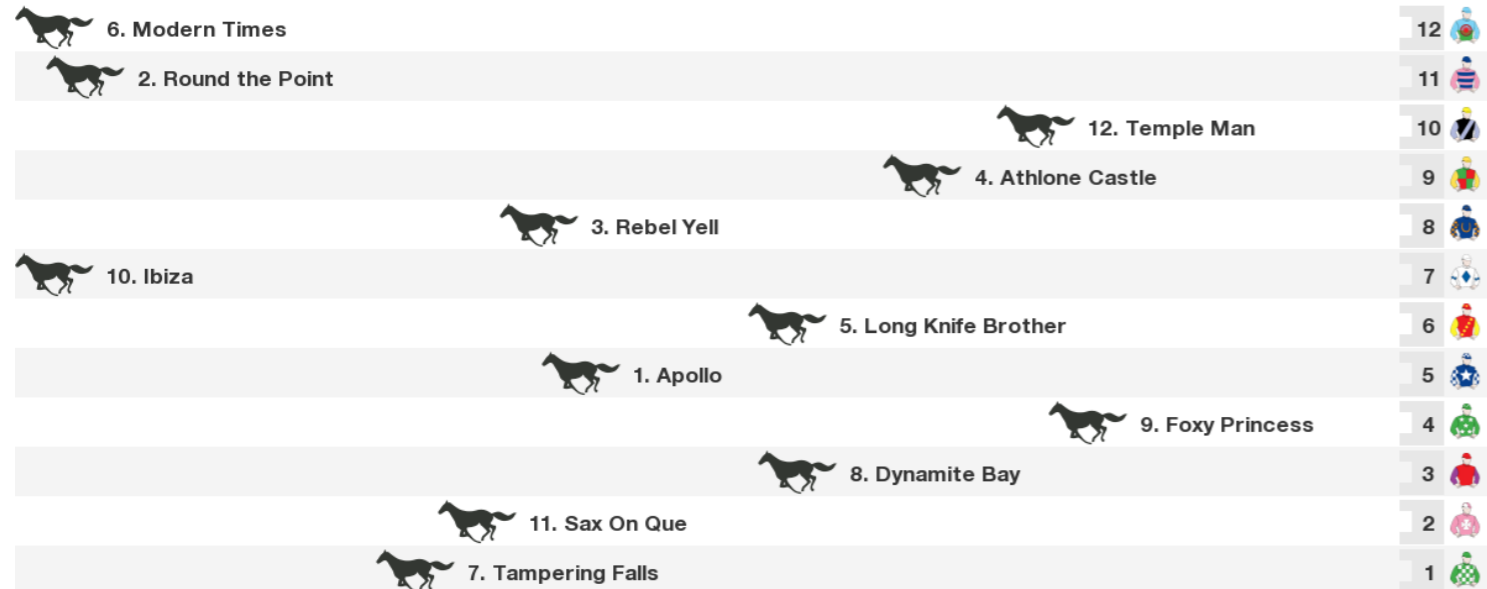 6. Modern Times 12
2. Round the Point 11
12. Temple Man 10
4. Athlone Castle 9
3. Rebel Yell 8
10. Ibiza 7
5. Long Knife Brother 6
1. Apollo 5
9. Foxy Princess 4
8. Dynamite Bay 3
11. Sax On Que 2
7. Tampering Falls 1